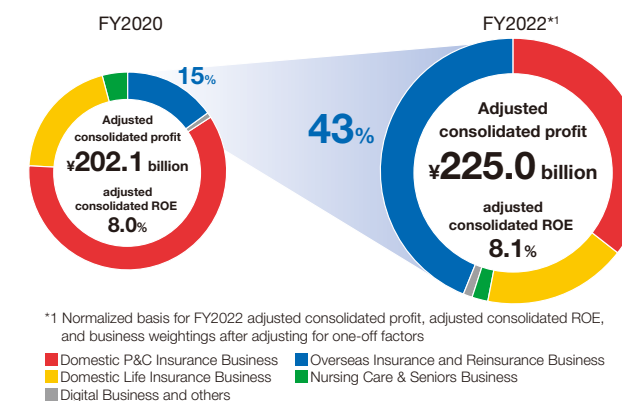 FY2020
FY2022*1
15%
43%
Adjusted
consolidated profit
¥202.1 billion
adjusted
consolidated ROE
8.0%
Adjusted
consolidated profit
¥225.0 billion
adjusted
consolidated ROE
8.1%
*1 Normalized basis for FY2022 adjusted consolidated profit, adjusted consolidated ROE,
and business weightings after adjusting for one-off factors
Domestic P&C Insurance Business
Overseas Insurance and Reinsurance Business
Domestic Life Insurance Business
Nursing Care & Seniors Business
Digital Business and others